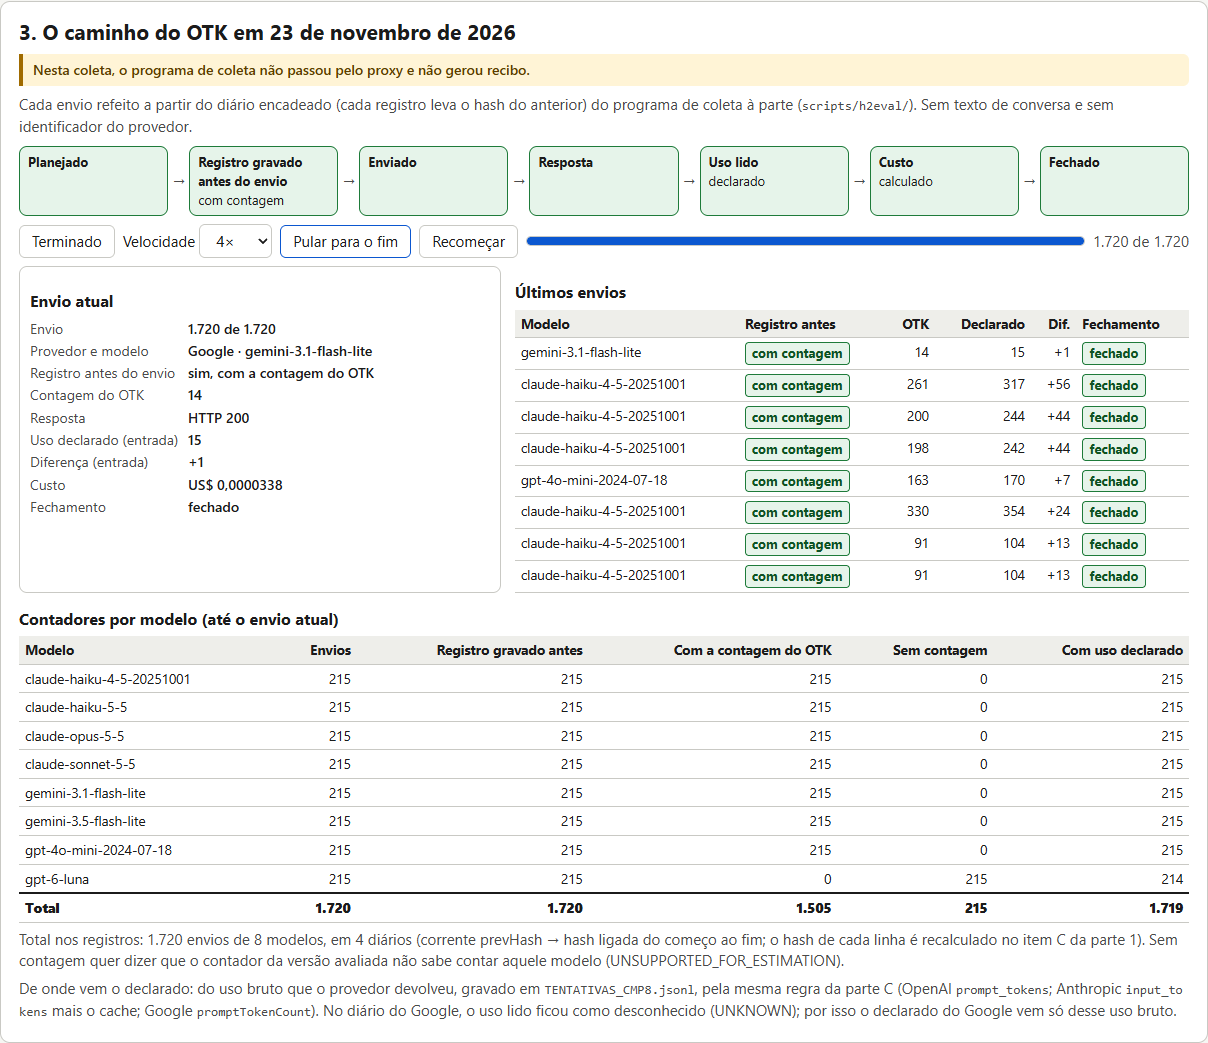 3. O caminho do OTK em 23 de novembro de 2026
Nesta coleta, o programa de coleta não passou pelo proxy e não gerou recibo.
Cada envio refeito a partir do diário encadeado (cada registro leva o hash do anterior) do programa de coleta à parte (scripts/h2eval/). Sem texto de conversa e sem
identificador do provedor.
Planejado
Registro gravado
antes do envio
com contagem
Enviado
Resposta
Uso lido
declarado
Custo
calculado
Fechado
Terminado Velocidade 4× Pular para o fim Recomeçar 1.720 de 1.720
Envio atual
Envio 1.720 de 1.720
Provedor e modelo Google · gemini-3.1-flash-lite
Registro antes do envio sim, com a contagem do OTK
Contagem do OTK 14
Resposta HTTP 200
Uso declarado (entrada) 15
Diferença (entrada) +1
Custo US$ 0,0000338
Fechamento fechado
Últimos envios
Modelo Registro antes OTK Declarado Dif. Fechamento
gemini-3.1-flash-lite com contagem 14 15 +1 fechado
claude-haiku-4-5-20251001 com contagem 261 317 +56 fechado
claude-haiku-4-5-20251001 com contagem 200 244 +44 fechado
claude-haiku-4-5-20251001 com contagem 198 242 +44 fechado
gpt-4o-mini-2024-07-18 com contagem 163 170 +7 fechado
claude-haiku-4-5-20251001 com contagem 330 354 +24 fechado
claude-haiku-4-5-20251001 com contagem 91 104 +13 fechado
claude-haiku-4-5-20251001 com contagem 91 104 +13 fechado
Contadores por modelo (até o envio atual)
Modelo Envios Registro gravado antes Com a contagem do OTK Sem contagem Com uso declarado
claude-haiku-4-5-20251001 215 215 215 0 215
claude-haiku-5-5 215 215 215 0 215
claude-opus-5-5 215 215 215 0 215
claude-sonnet-5-5 215 215 215 0 215
gemini-3.1-flash-lite 215 215 215 0 215
gemini-3.5-flash-lite 215 215 215 0 215
gpt-4o-mini-2024-07-18 215 215 215 0 215
gpt-6-luna 215 215 0 215 214
Total 1.720 1.720 1.505 215 1.719
Total nos registros: 1.720 envios de 8 modelos, em 4 diários (corrente prevHash → hash ligada do começo ao fim; o hash de cada linha é recalculado no item C da parte 1). Sem
contagem quer dizer que o contador da versão avaliada não sabe contar aquele modelo (UNSUPPORTED_FOR_ESTIMATION).
De onde vem o declarado: do uso bruto que o provedor devolveu, gravado em TENTATIVAS_CMP8.jsonl, pela mesma regra da parte C (OpenAI prompt_tokens; Anthropic input_to
kens mais o cache; Google promptTokenCount). No diário do Google, o uso lido ficou como desconhecido (UNKNOWN); por isso o declarado do Google vem só desse uso bruto.